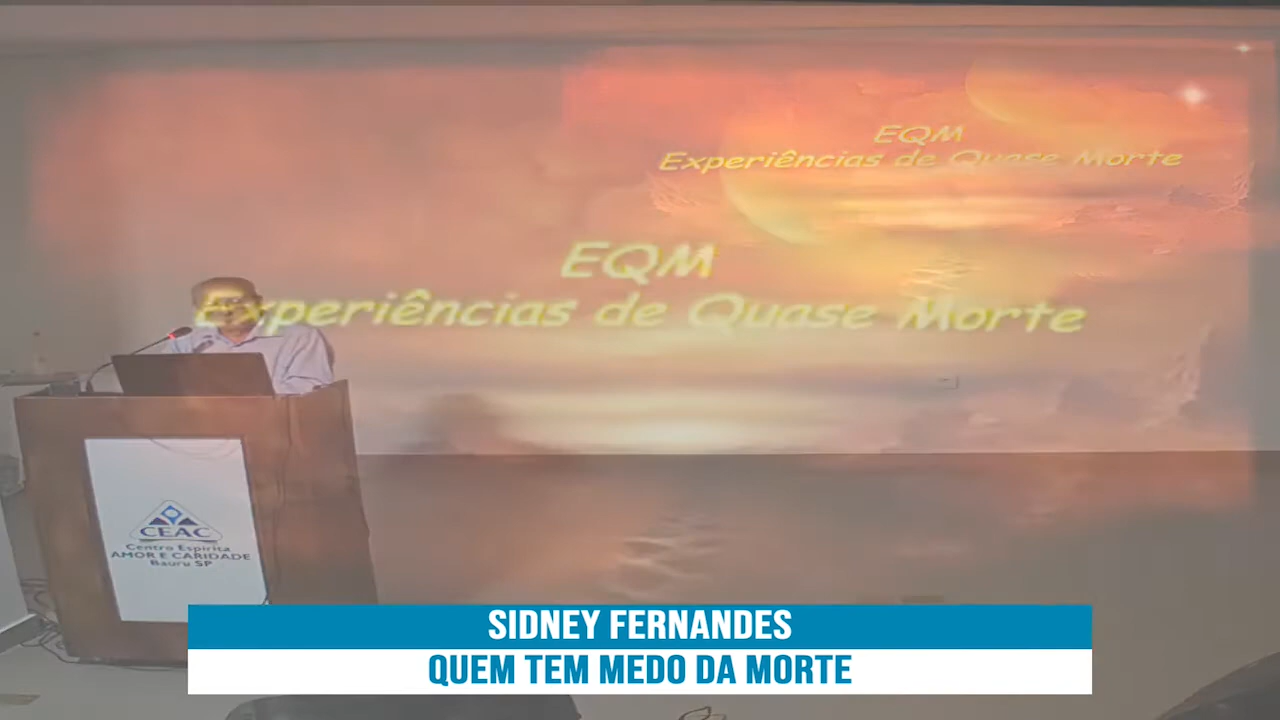 EQM
Experiências de Quase Morte
EQM
Experiências de Quase Morte
CEAC
Centro Espírita
AMOR E CARIDADE
Bauru SP
SIDNEY FERNANDES
QUEM TEM MEDO DA MORTE